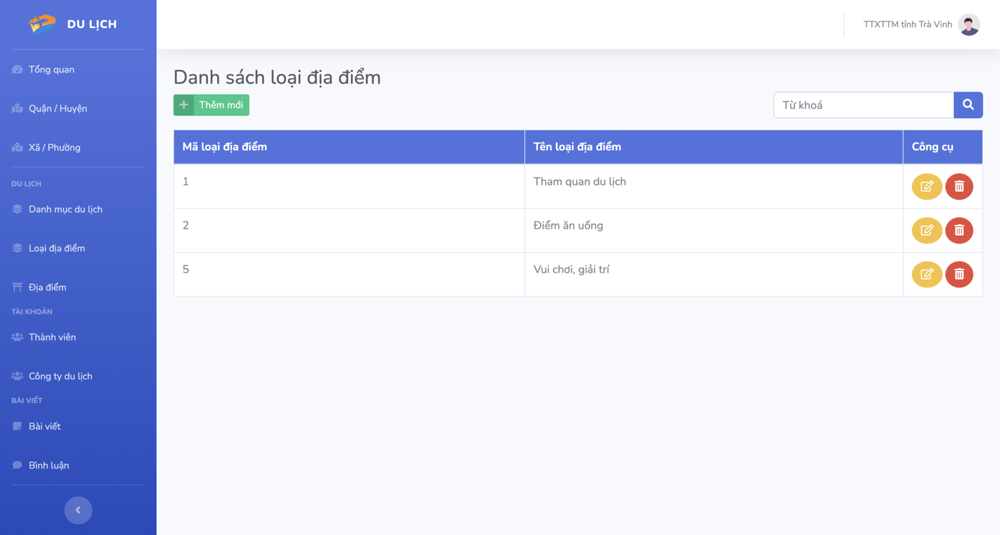 DU LỊCH
TTXTTM tỉnh Trà Vinh
Tổng quan
Quận / Huyện
Xã / Phường
DU LỊCH
Danh mục du lịch
Loại địa điểm
Địa điểm
TÀI KHOẢN
Thành viên
Công ty du lịch
BÀI VIẾT
Bài viết
Bình luận
Danh sách loại địa điểm
Thêm mới
Từ khoá
Mã loại địa điểm Tên loại địa điểm Công cụ
1 Tham quan du lịch
2 Điểm ăn uống
5 Vui chơi, giải trí